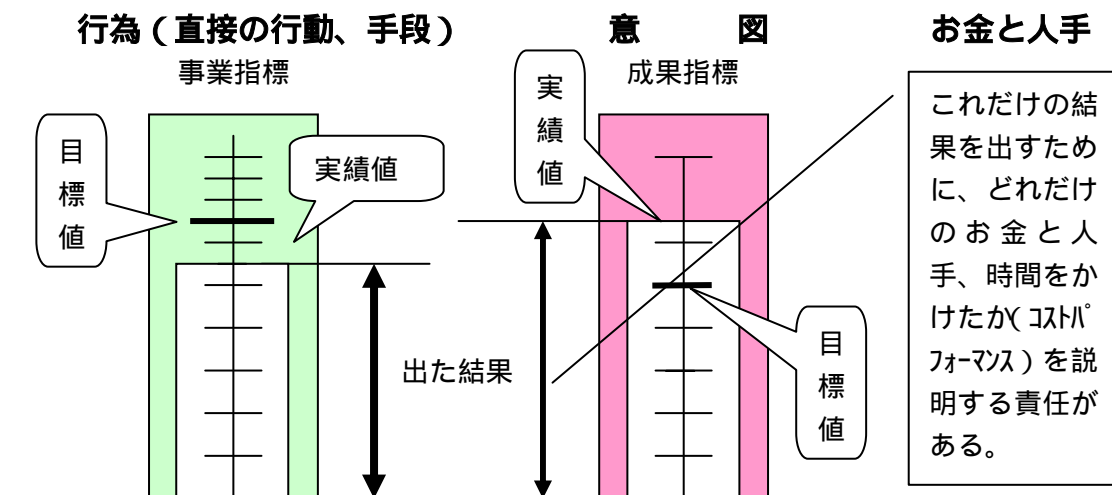 行為(直接の行動、手段)
意 図
お金と人手
事業指標
成果指標
目標値
実績値
実績値
目標値
出た結果
これだけの結
果を出すため
に、どれだけ
のお金と人
手、時間をか
けたか(コストパ
フォーマンス)を説
明する責任が
ある。